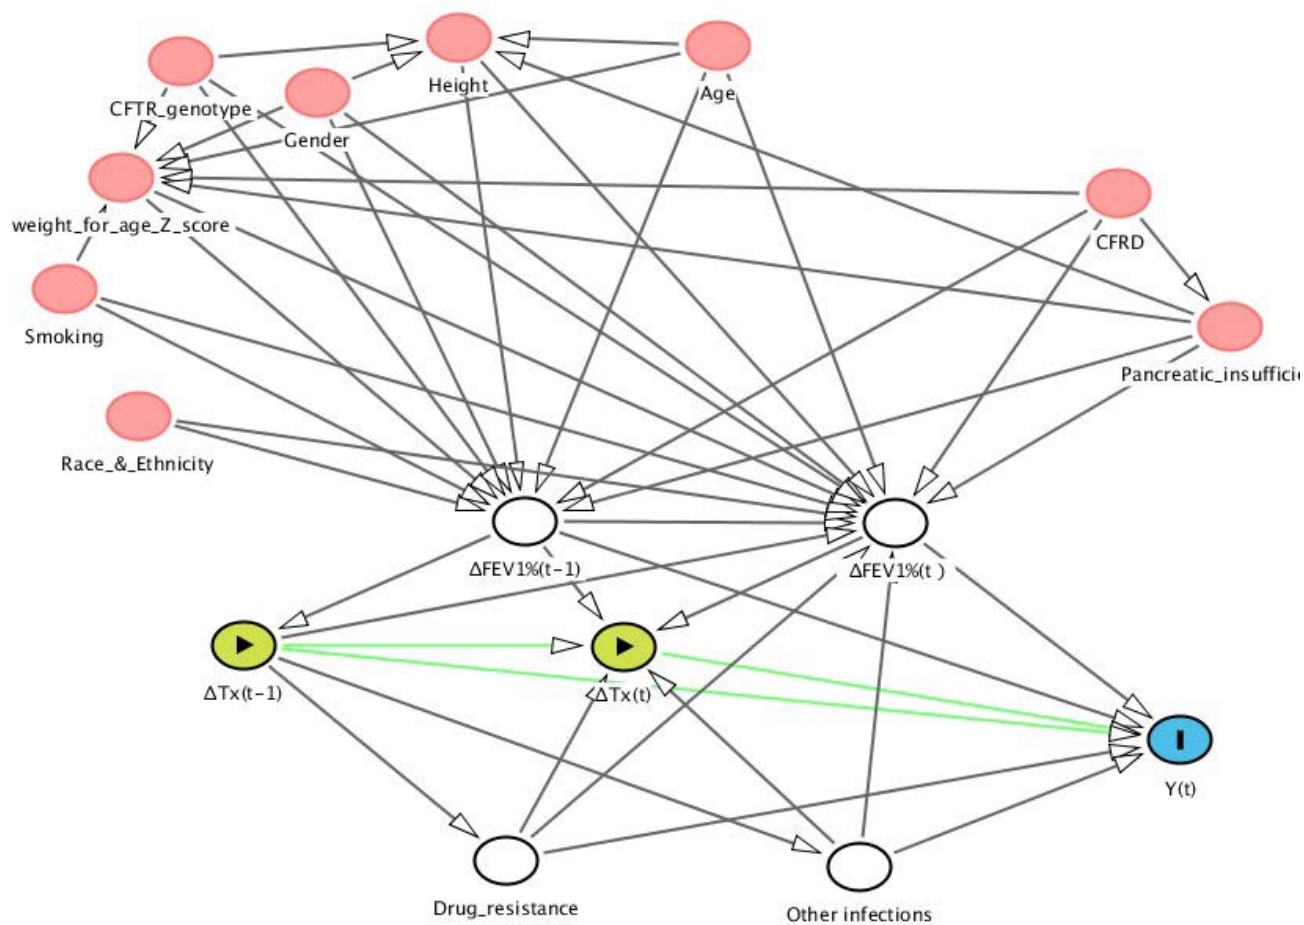 Height
Age
CFTR_genotype
Gender
weight_for_age_Z_score
CFRD
Smoking
Pancreatic_insufficie
Race_&_Ethnicity
ΔFEV1%(t-1)
ΔFEV1%(t )
ΔTx(t-1)
ΔTx(t)
Y(t)
Drug_resistance
Other infections